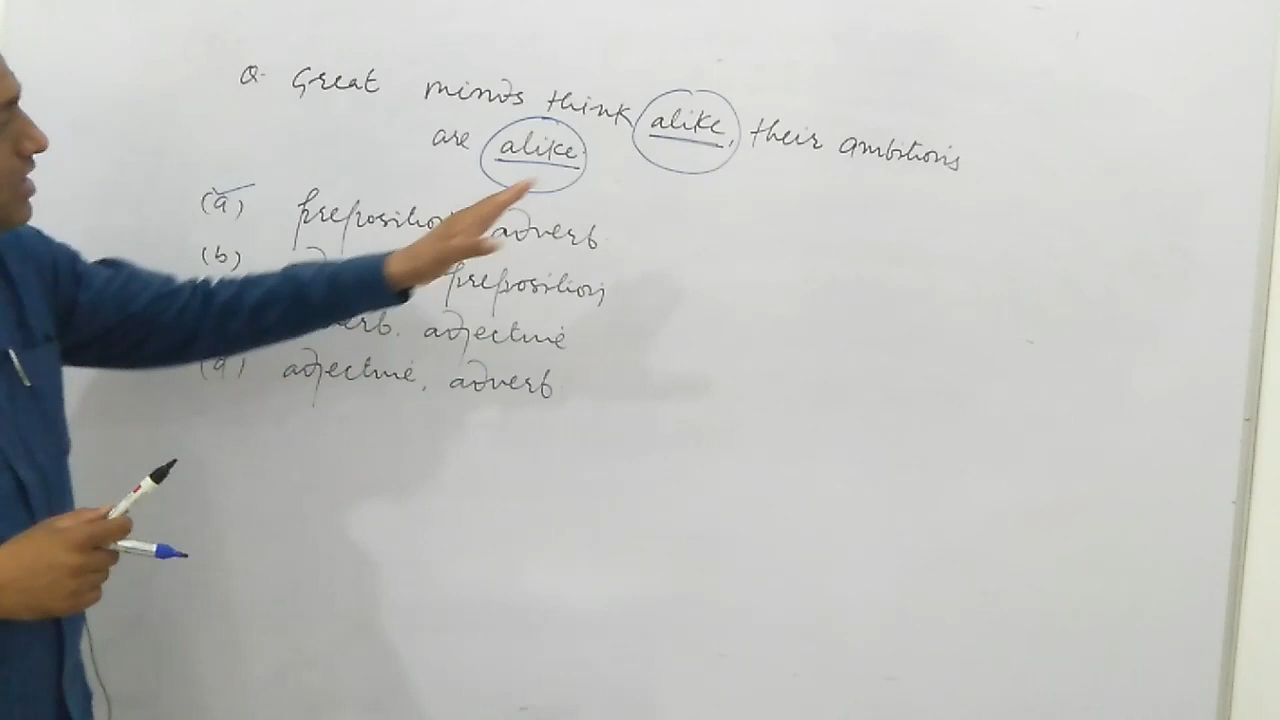 Q. Great minds think alike, their ambitions
are alike.
(a) preposition adverb
(b) preposition
adjective
(d) adjective, adverb